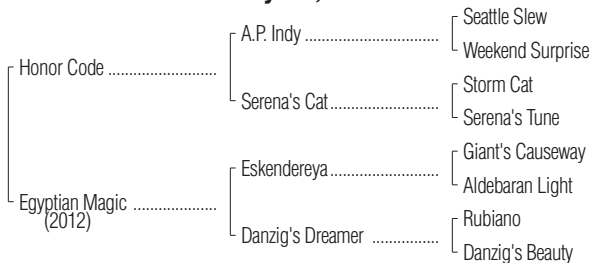 Seattle Slew
A.P. Indy ................................
Weekend Surprise
Honor Code .........................
Storm Cat
Serena's Cat..........................
Serena's Tune
Giant's Causeway
Eskendereya..........................
Aldebaran Light
Egyptian Magic ...................
(2012)
Rubiano
Danzig's Dreamer ................
Danzig's Beauty